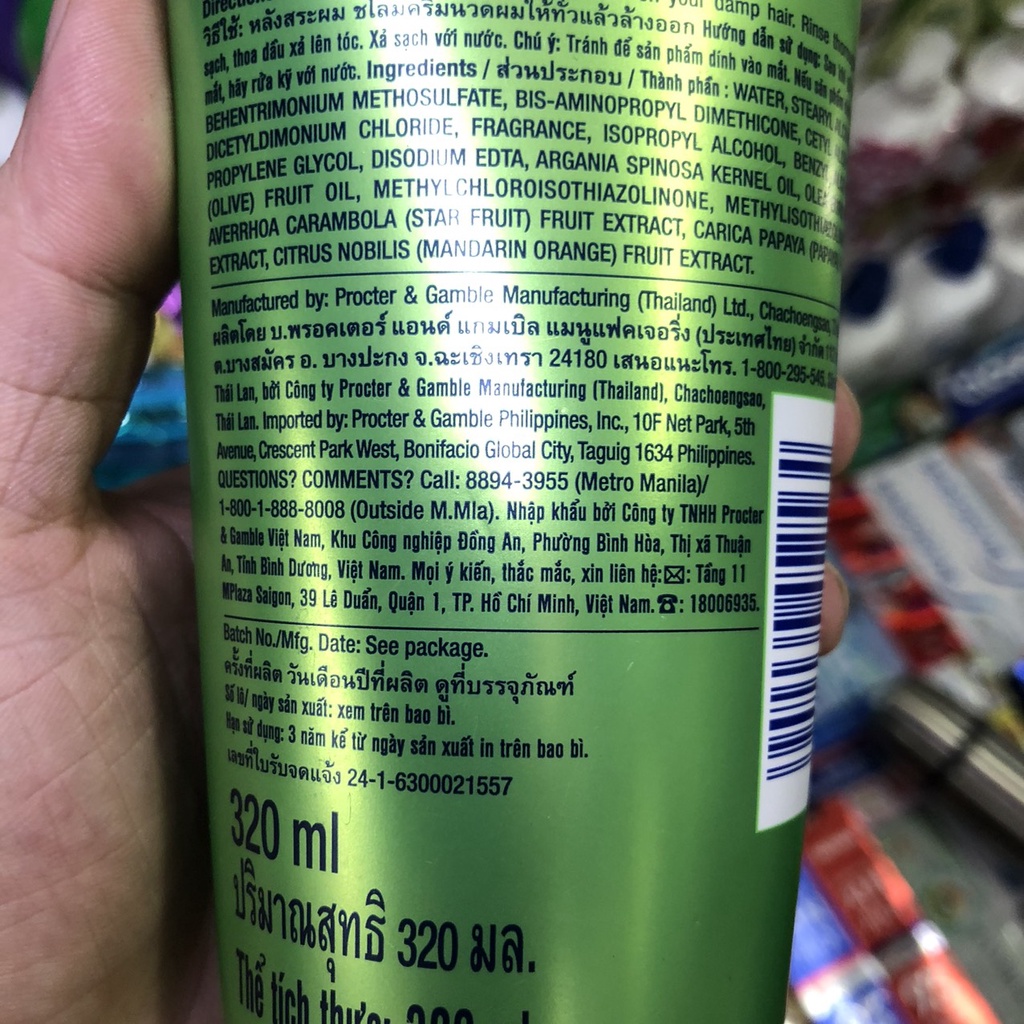 your damp hair. Rinse
วิธีใช้: หลังสระผม ชโลมครีมนวดผมให้ทั่วแล้วล้างออก Hướng dẫn sử dụng: Sau
sạch, thoa dầu xả lên tóc. Xả sạch với nước. Chú ý: Tránh để sản phẩm dính vào mắt. Nếu sản phẩm
mắt, hãy rửa kỹ với nước. Ingredients / ส่วนประกอบ / Thành phần : WATER, STEARYL
BEHENTRIMONIUM METHOSULFATE, BIS-AMINOPROPYL DIMETHICONE, CETYL
DICETYLDIMONIUM CHLORIDE, FRAGRANCE, ISOPROPYL ALCOHOL,
PROPYLENE GLYCOL, DISODIUM EDTA, ARGANIA SPINOSA KERNEL OIL,
(OLIVE) FRUIT OIL, METHYLCHLOROISOTHIAZOLINONE,
AVERRHOA CARAMBOLA (STAR FRUIT) FRUIT EXTRACT, CARICA PAPAYA
EXTRACT, CITRUS NOBILIS (MANDARIN ORANGE) FRUIT EXTRACT.
Manufactured by: Procter & Gamble Manufacturing (Thailand) Ltd., Chachoengsao,
ผลิตโดย บ.พรอคเตอร์ แอนด์ แกมเบิล แมนูแฟคเจอริ่ง (ประเทศไทย) จำกัด
ต.บางสมัคร อ. บางปะกง จ.ฉะเชิงเทรา 24180 เสนอแนะโทร. 1-800-295-545.
Thái Lan, bởi Công ty Procter & Gamble Manufacturing (Thailand), Chachoengsao,
Thái Lan. Imported by: Procter & Gamble Philippines, Inc., 10F Net Park, 5th
Avenue, Crescent Park West, Bonifacio Global City, Taguig 1634 Philippines.
QUESTIONS? COMMENTS? Call: 8894-3955 (Metro Manila)/
1-800-1-888-8008 (Outside M.Mla). Nhập khẩu bởi Công ty TNHH Procter
& Gamble Việt Nam, Khu Công nghiệp Đồng An, Phường Bình Hòa, Thị xã Thuận
An, Tỉnh Bình Dương, Việt Nam. Mọi ý kiến, thắc mắc, xin liên hệ:✉: Tầng 11
MPlaza Saigon, 39 Lê Duẩn, Quận 1, TP. Hồ Chí Minh, Việt Nam.☎: 18006935.
Batch No./Mfg. Date: See package.
ครั้งที่ผลิต วันเดือนปีที่ผลิต ดูที่บรรจุภัณฑ์
Số lô/ ngày sản xuất: xem trên bao bì.
Hạn sử dụng: 3 năm kể từ ngày sản xuất in trên bao bì.
เลขที่ใบรับจดแจ้ง 24-1-6300021557
320 ml
ปริมาณสุทธิ 320 มล.
Thể tích thực: